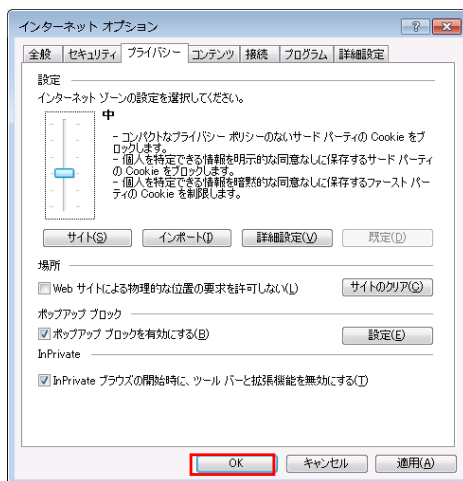 インターネット オプション
全般 セキュリティ プライバシー コンテンツ 接続 プログラム 詳細設定
設定
インターネット ゾーンの設定を選択してください。
中
- コンパクトなプライバシー ポリシーのないサード パーティの Cookie をブ
ロックします。
- 個人を特定できる情報を明示的な同意なしに保存するサード パーティ
の Cookie をブロックします。
- 個人を特定できる情報を暗黙的な同意なしに保存するファースト パー
ティの Cookie を制限します。
サイト(S) インポート(I) 詳細設定(V) 既定(D)
場所
Web サイトによる物理的な位置の要求を許可しない(L) サイトのクリア(C)
ポップアップ ブロック
ポップアップ ブロックを有効にする(B) 設定(E)
InPrivate
InPrivate ブラウズの開始時に、ツール バーと拡張機能を無効にする(T)
OK キャンセル 適用(A)